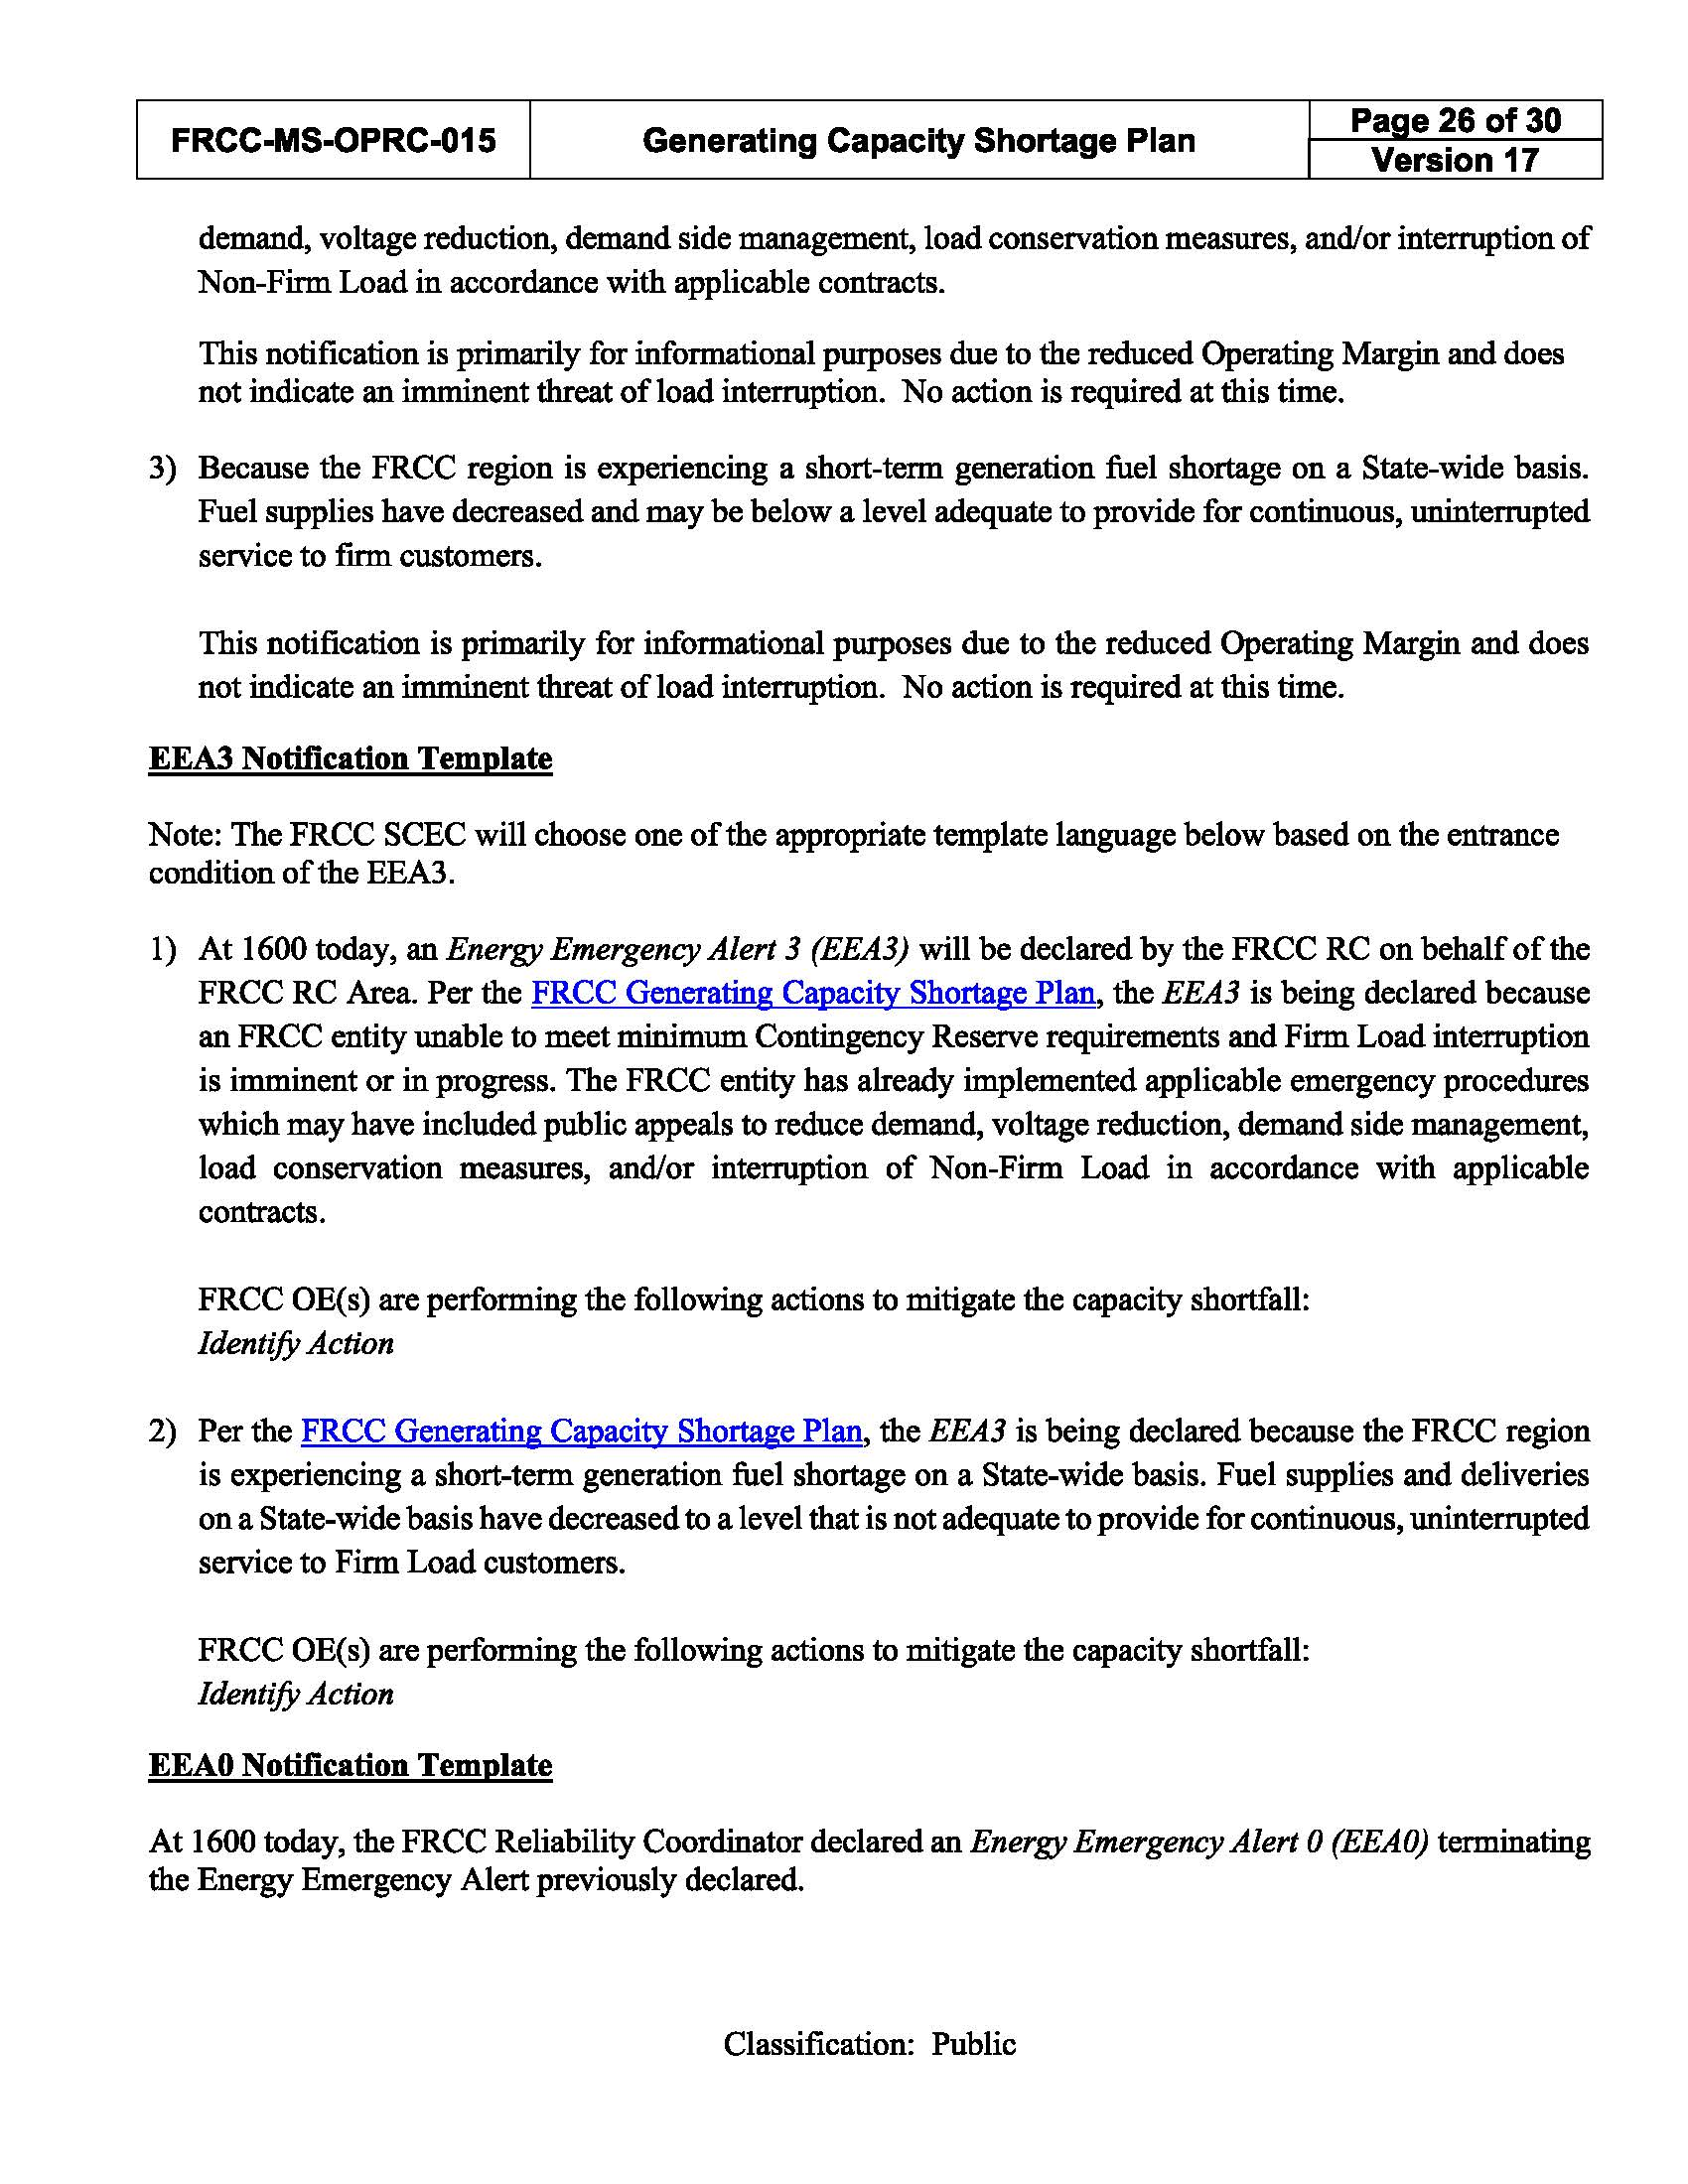 FRCC-MS-OPRC-015
Generating Capacity Shortage Plan
Page 26 of 30
Version 17
demand, voltage reduction, demand side management, load conservation measures, and/or interruption of
Non-Firm Load in accordance with applicable contracts.
This notification is primarily for informational purposes due to the reduced Operating Margin and does
not indicate an imminent threat of load interruption.  No action is required at this time.
3) Because the FRCC region is experiencing a short-term generation fuel shortage on a State-wide basis.
Fuel supplies have decreased and may be below a level adequate to provide for continuous, uninterrupted
service to firm customers.
This notification is primarily for informational purposes due to the reduced Operating Margin and does
not indicate an imminent threat of load interruption.  No action is required at this time.
EEA3 Notification Template
Note: The FRCC SCEC will choose one of the appropriate template language below based on the entrance
condition of the EEA3.
1) At 1600 today, an Energy Emergency Alert 3 (EEA3) will be declared by the FRCC RC on behalf of the
FRCC RC Area. Per the FRCC Generating Capacity Shortage Plan, the EEA3 is being declared because
an FRCC entity unable to meet minimum Contingency Reserve requirements and Firm Load interruption
is imminent or in progress. The FRCC entity has already implemented applicable emergency procedures
which may have included public appeals to reduce demand, voltage reduction, demand side management,
load conservation measures, and/or interruption of Non-Firm Load in accordance with applicable
contracts.
FRCC OE(s) are performing the following actions to mitigate the capacity shortfall:
Identify Action
2) Per the FRCC Generating Capacity Shortage Plan, the EEA3 is being declared because the FRCC region
is experiencing a short-term generation fuel shortage on a State-wide basis. Fuel supplies and deliveries
on a State-wide basis have decreased to a level that is not adequate to provide for continuous, uninterrupted
service to Firm Load customers.
FRCC OE(s) are performing the following actions to mitigate the capacity shortfall:
Identify Action
EEA0 Notification Template
At 1600 today, the FRCC Reliability Coordinator declared an Energy Emergency Alert 0 (EEA0) terminating
the Energy Emergency Alert previously declared.
Classification:  Public